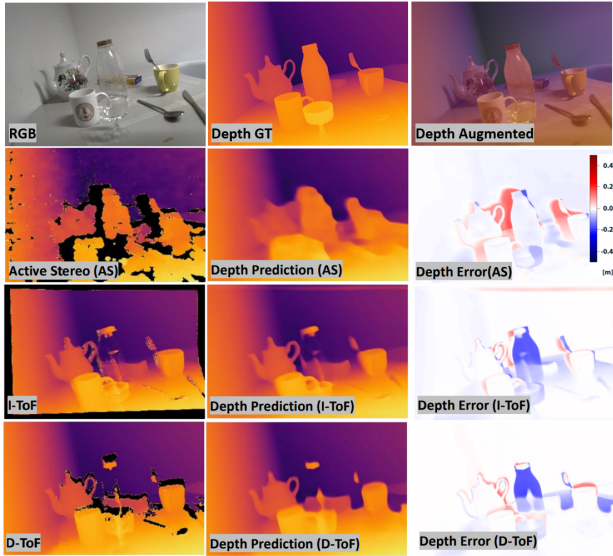 RGB
Depth GT
Depth Augmented
Active Stereo (AS)
Depth Prediction (AS)
Depth Error(AS)
0.4
0.2
0.0
-0.2
-0.4
[m]
I-ToF
Depth Prediction (I-ToF)
Depth Error (I-ToF)
D-ToF
Depth Prediction (D-ToF)
Depth Error (D-ToF)